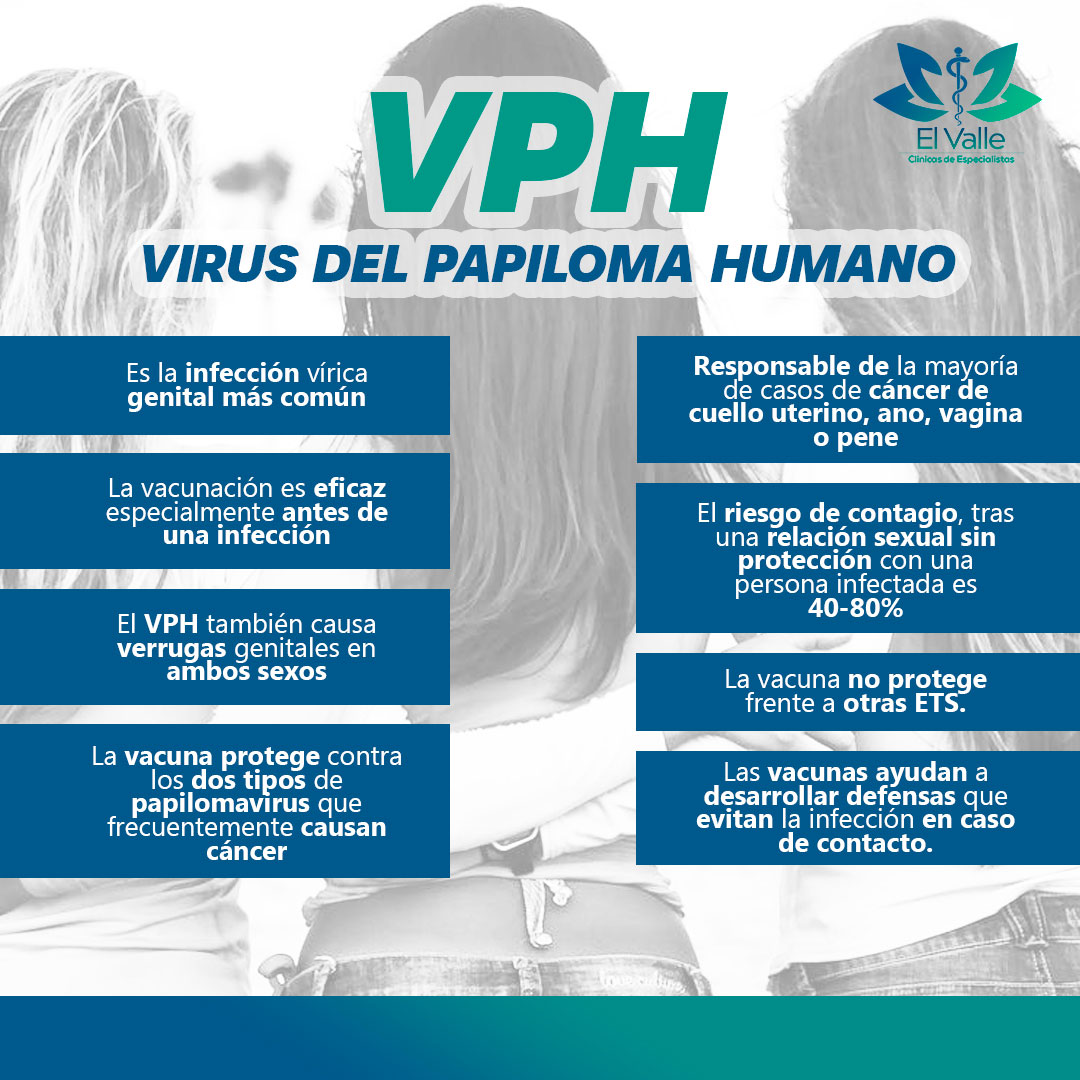 El Valle
Clínicas de Especialistas
VPH
VIRUS DEL PAPILOMA HUMANO
Es la infección vírica
genital más común
La vacunación es eficaz
especialmente antes de
una infección
El VPH también causa
verrugas genitales en
ambos sexos
La vacuna protege contra
los dos tipos de
papilomavirus que
frecuentemente causan
cáncer
Responsable de la mayoría
de casos de cáncer de
cuello uterino, ano, vagina
o pene
El riesgo de contagio, tras
una relación sexual sin
protección con una
persona infectada es
40-80%
La vacuna no protege
frente a otras ETS.
Las vacunas ayudan a
desarrollar defensas que
evitan la infección en caso
de contacto.